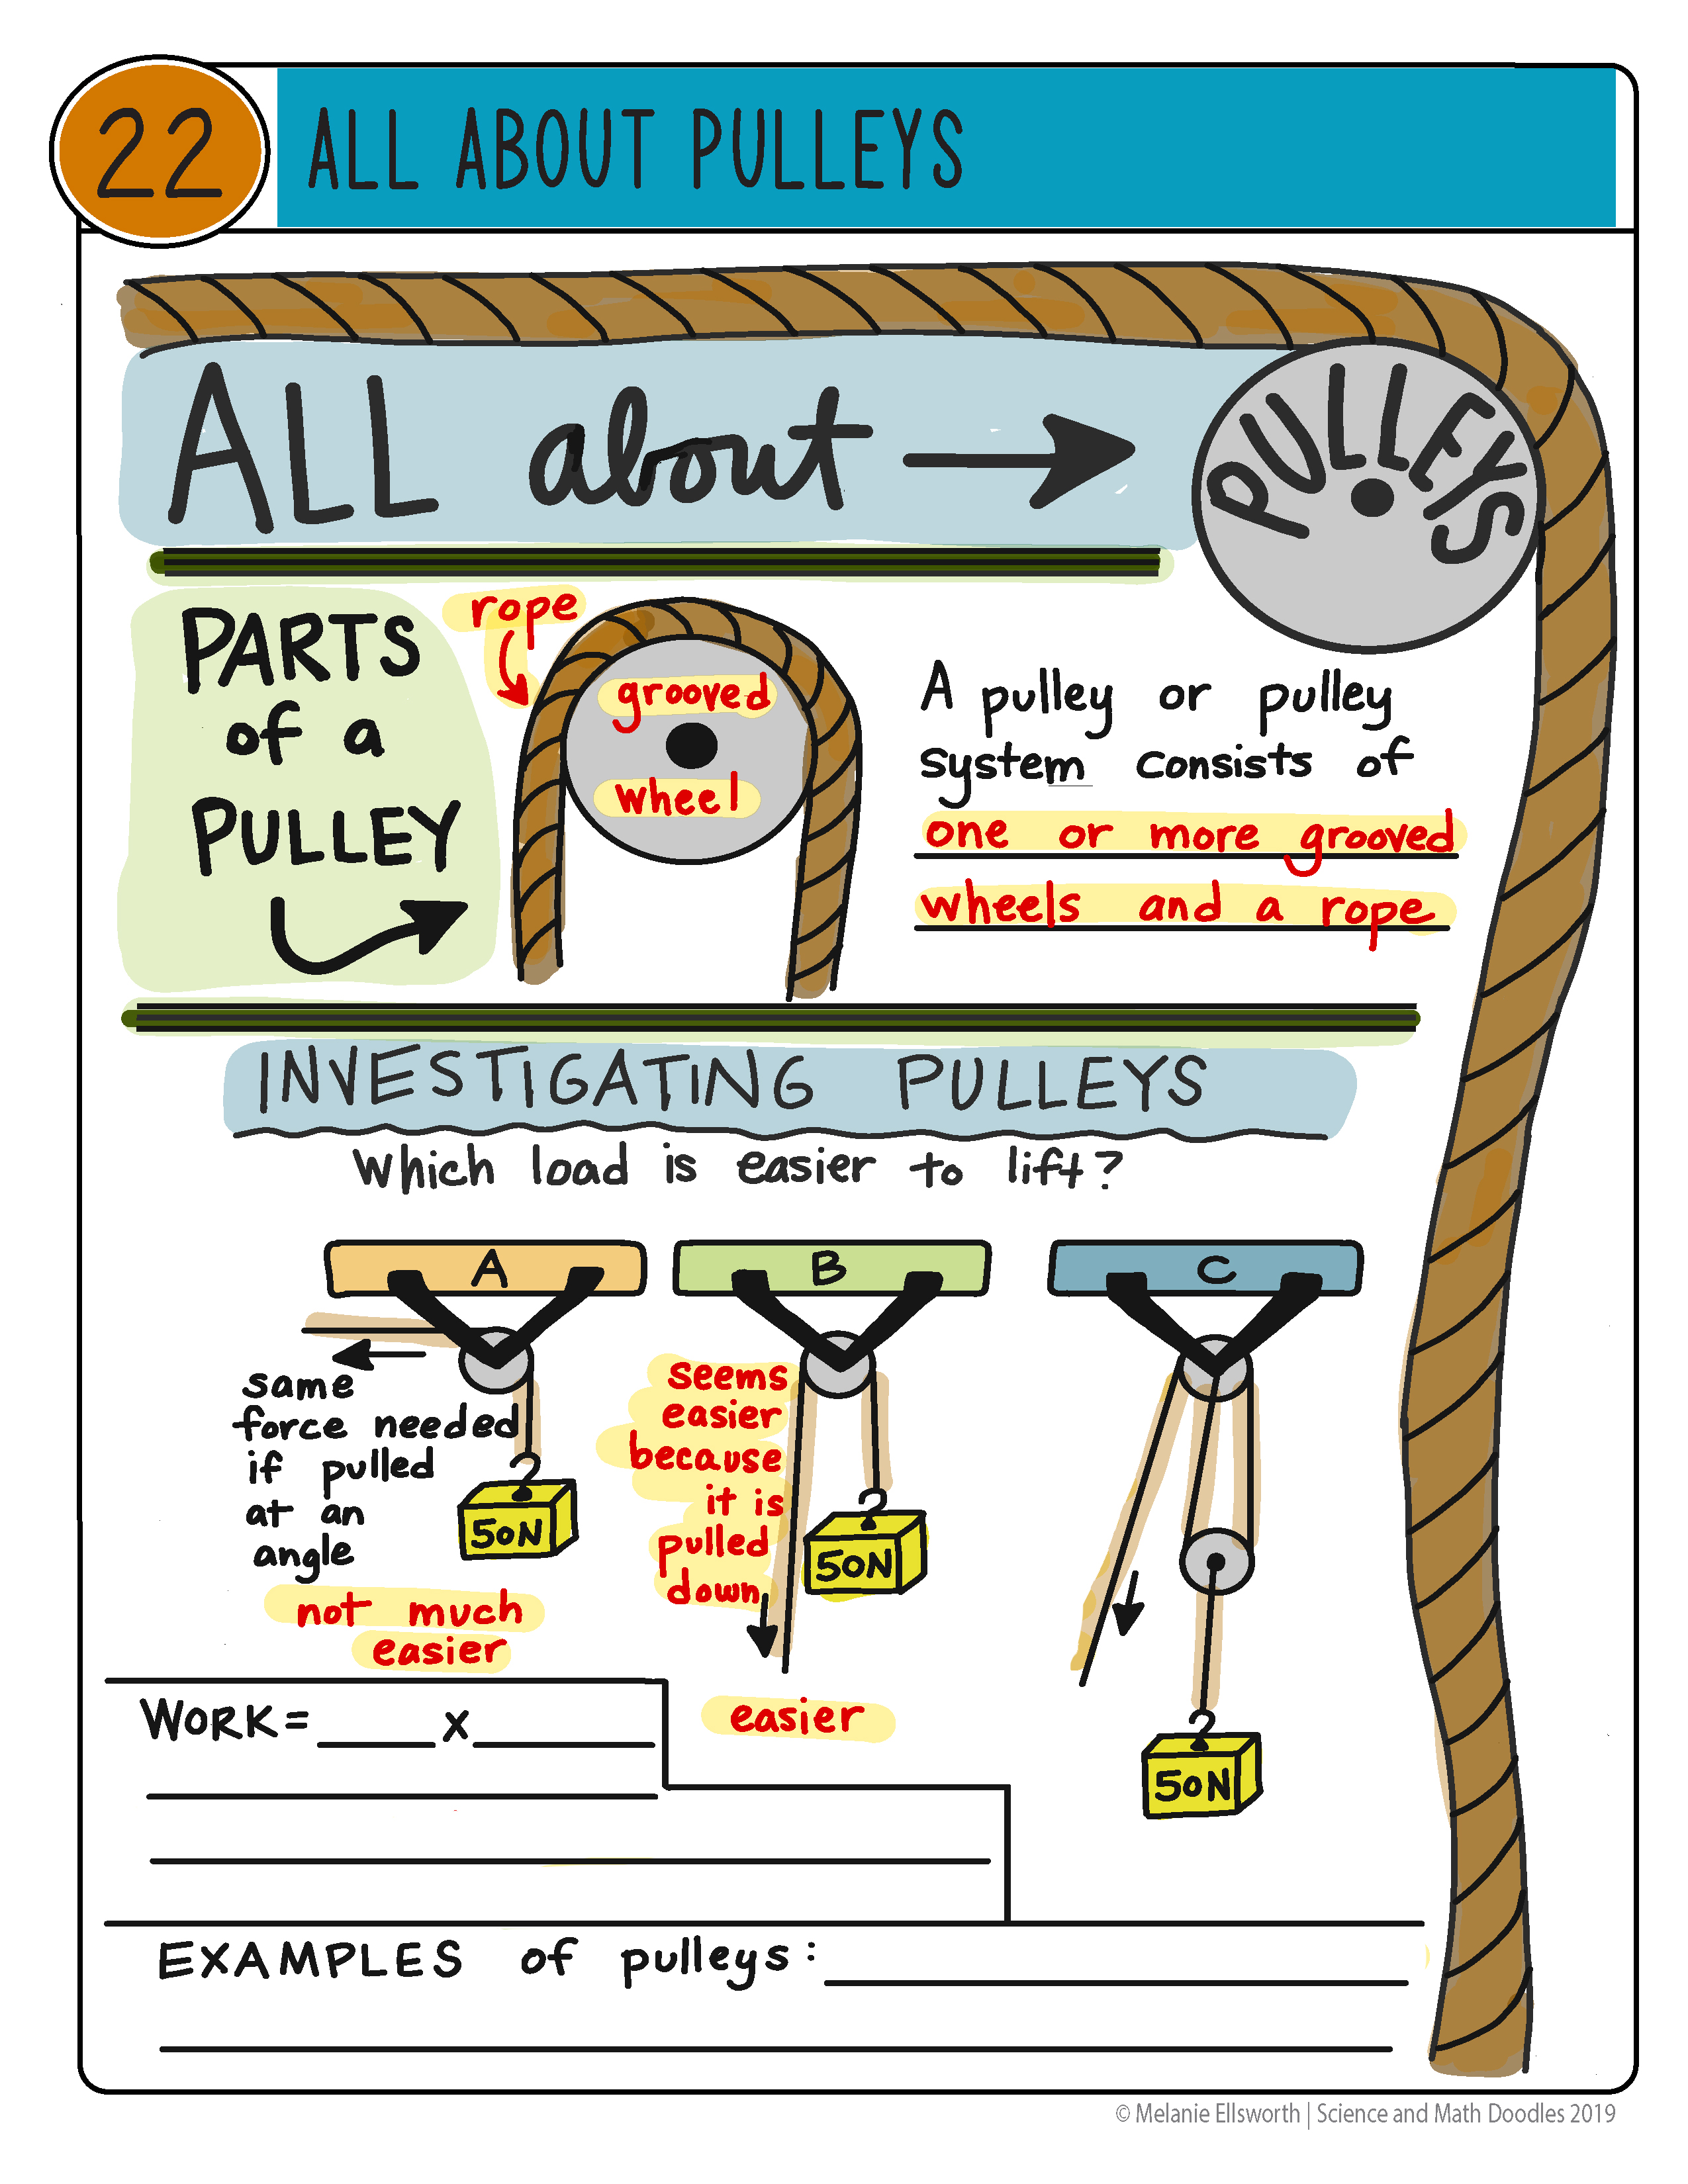 22
ALL ABOUT PULLEYS
ALL about
PULLEYS
PARTS
of a
PULLEY
rope
grooved
wheel
A pulley or pulley
system consists of
one or more grooved
wheels and a rope
INVESTIGATING PULLEYS
Which load is easier to lift?
A
same
force needed
if pulled
at an
angle
50N
not much
easier
B
seems
easier
because
it is
pulled
down
50N
easier
C
50N
WORK = ____ x ______
EXAMPLES of pulleys:
© Melanie Ellsworth | Science and Math Doodles 2019